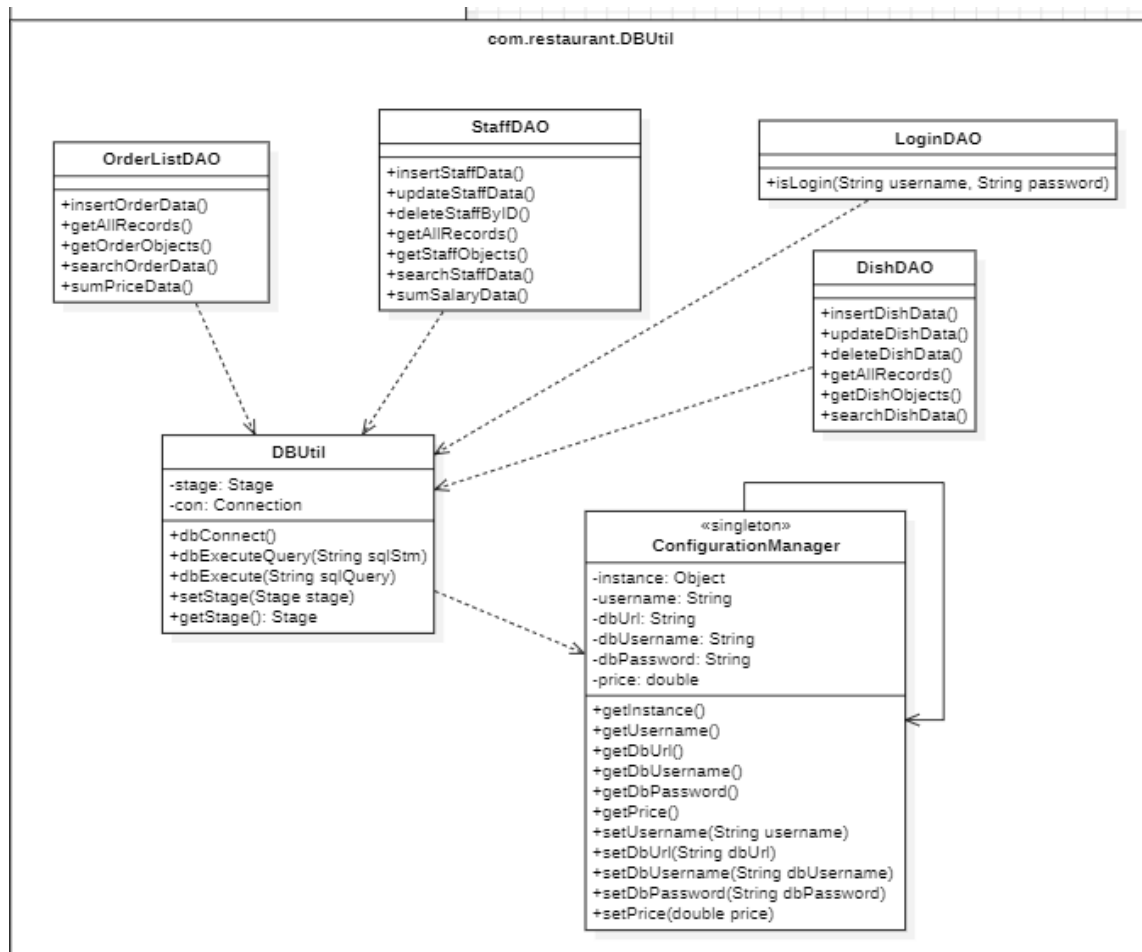 com.restaurant.DBUtil
OrderListDAO
+insertOrderData()
+getAllRecords()
+getOrderObjects()
+searchOrderData()
+sumPriceData()
StaffDAO
+insertStaffData()
+updateStaffData()
+deleteStaffByID()
+getAllRecords()
+getStaffObjects()
+searchStaffData()
+sumSalaryData()
LoginDAO
+isLogin(String username, String password)
DishDAO
+insertDishData()
+updateDishData()
+deleteDishData()
+getAllRecords()
+getDishObjects()
+searchDishData()
DBUtil
-stage: Stage
-con: Connection
+dbConnect()
+dbExecuteQuery(String sqlStm)
+dbExecute(String sqlQuery)
+setStage(Stage stage)
+getStage(): Stage
«singleton»
ConfigurationManager
-instance: Object
-username: String
-dbUrl: String
-dbUsername: String
-dbPassword: String
-price: double
+getInstance()
+getUsername()
+getDbUrl()
+getDbUsername()
+getDbPassword()
+getPrice()
+setUsername(String username)
+setDbUrl(String dbUrl)
+setDbUsername(String dbUsername)
+setDbPassword(String dbPassword)
+setPrice(double price)